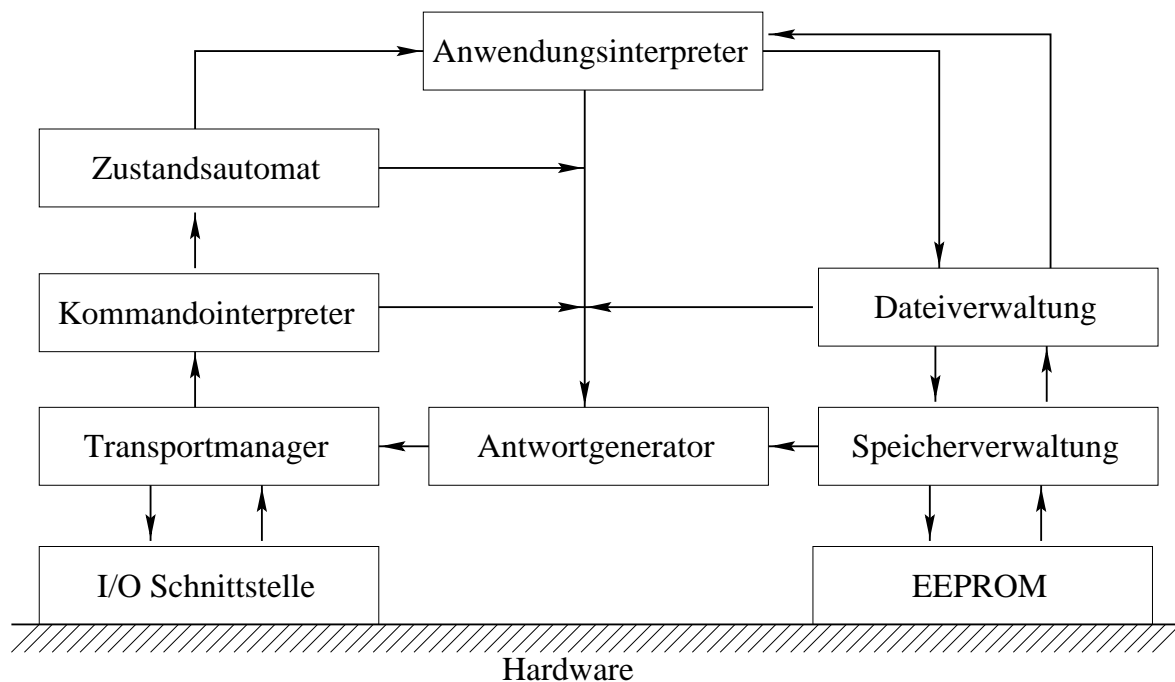 Anwendungsinterpreter
Zustandsautomat
Kommandointerpreter
Dateiverwaltung
Transportmanager
Antwortgenerator
Speicherverwaltung
I/O Schnittstelle
EEPROM
Hardware